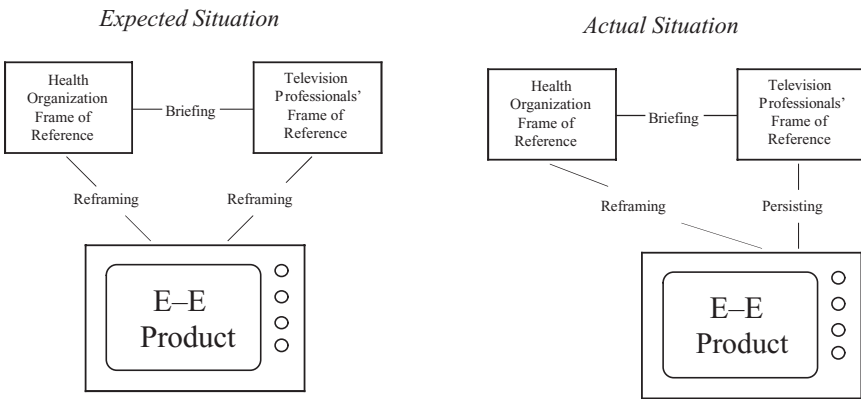 Expected Situation
Health
Organization
Frame of
Reference
Briefing
Television
Professionals’
Frame of
Reference
Reframing
Reframing
E–E
Product
Actual Situation
Health
Organization
Frame of
Reference
Briefing
Television
Professionals’
Frame of
Reference
Reframing
Persisting
E–E
Product